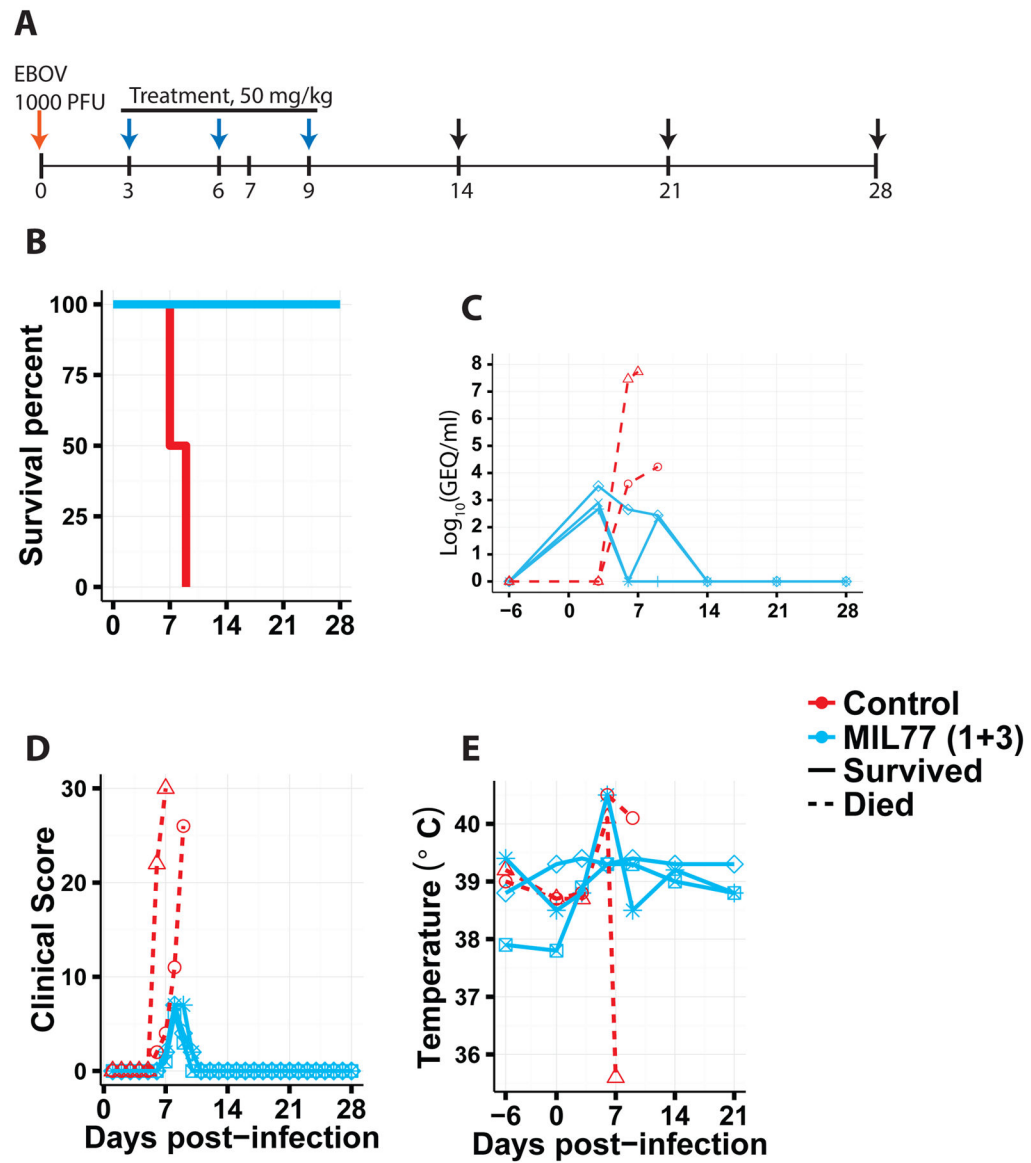 A
EBOV
1000 PFU
Treatment, 50 mg/kg
0 3 6 7 9 14 21 28
B
Survival percent
100
75
50
25
0
0 7 14 21 28
C
Log10(GEQ/ml)
8
7
6
5
4
3
2
1
0
−6 0 7 14 21 28
Control
MIL77 (1+3)
Survived
Died
D
Clinical Score
30
20
10
0
0 7 14 21 28
Days post−infection
E
Temperature (° C)
40
39
38
37
36
−6 0 7 14 21
Days post−infection